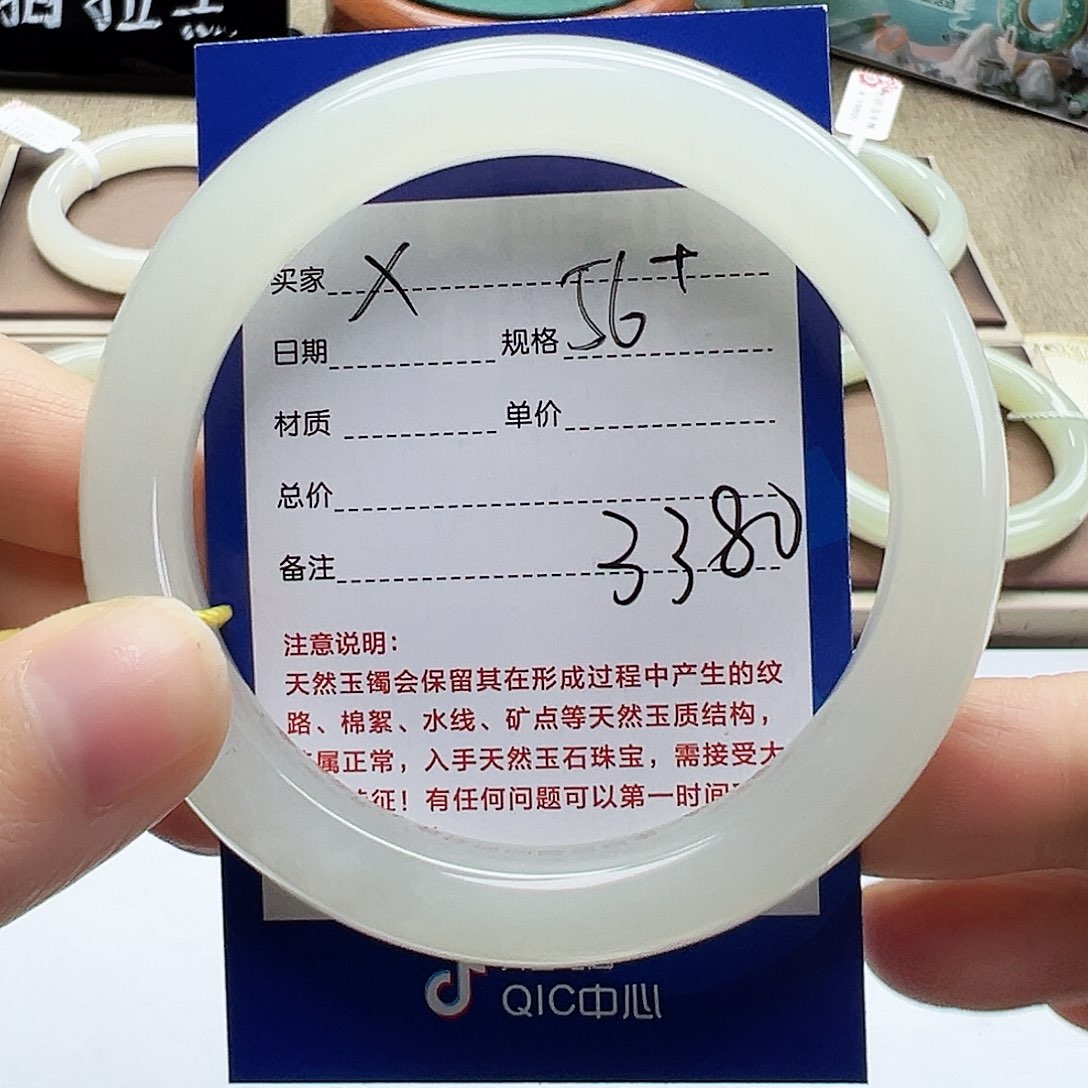 买家 X
日期 规格 56+
材质 单价
总价
备注 3380
注意说明：
天然玉镯会保留其在形成过程中产生的纹
路、棉絮、水线、矿点等天然玉质结构，
属正常，入手天然玉石珠宝，需接受大
征！有任何问题可以第一时间
QIC中心